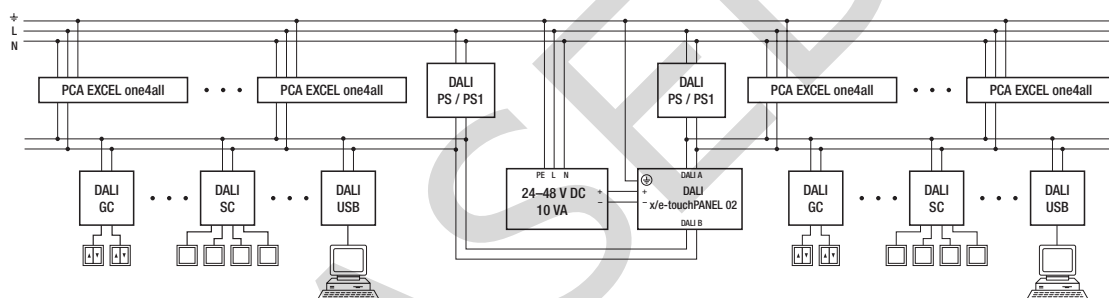 L
N
PCA EXCEL one4all
• • •
PCA EXCEL one4all
DALI
PS / PS1
DALI
PS / PS1
PCA EXCEL one4all
• • •
PCA EXCEL one4all
DALI
GC
• • •
DALI
SC
• • •
DALI
USB
PE L N
24–48 V DC
10 VA
+
–
DALI A
+
–
DALI
x/e-touchPANEL 02
DALI B
DALI
GC
• • •
DALI
SC
• • •
DALI
USB